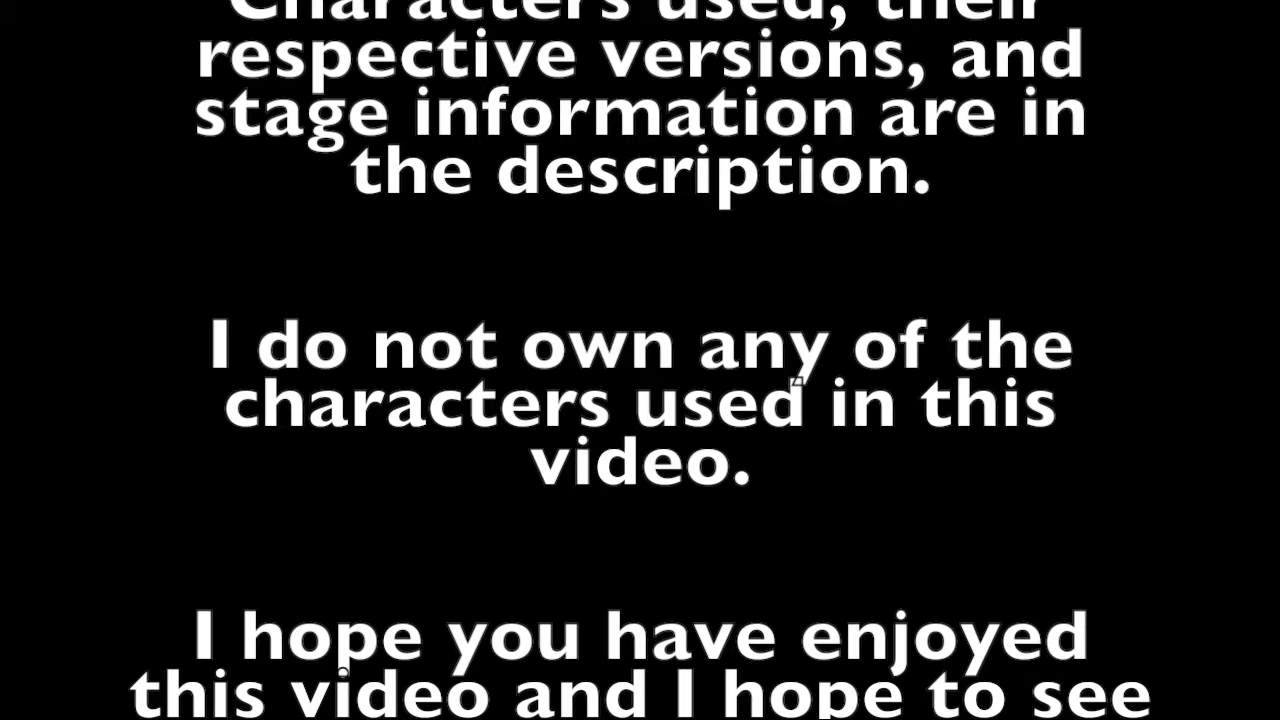 Characters used, their
respective versions, and
stage information are in
the description.
I do not own any of the
characters used in this
video.
I hope you have enjoyed
this video and I hope to see